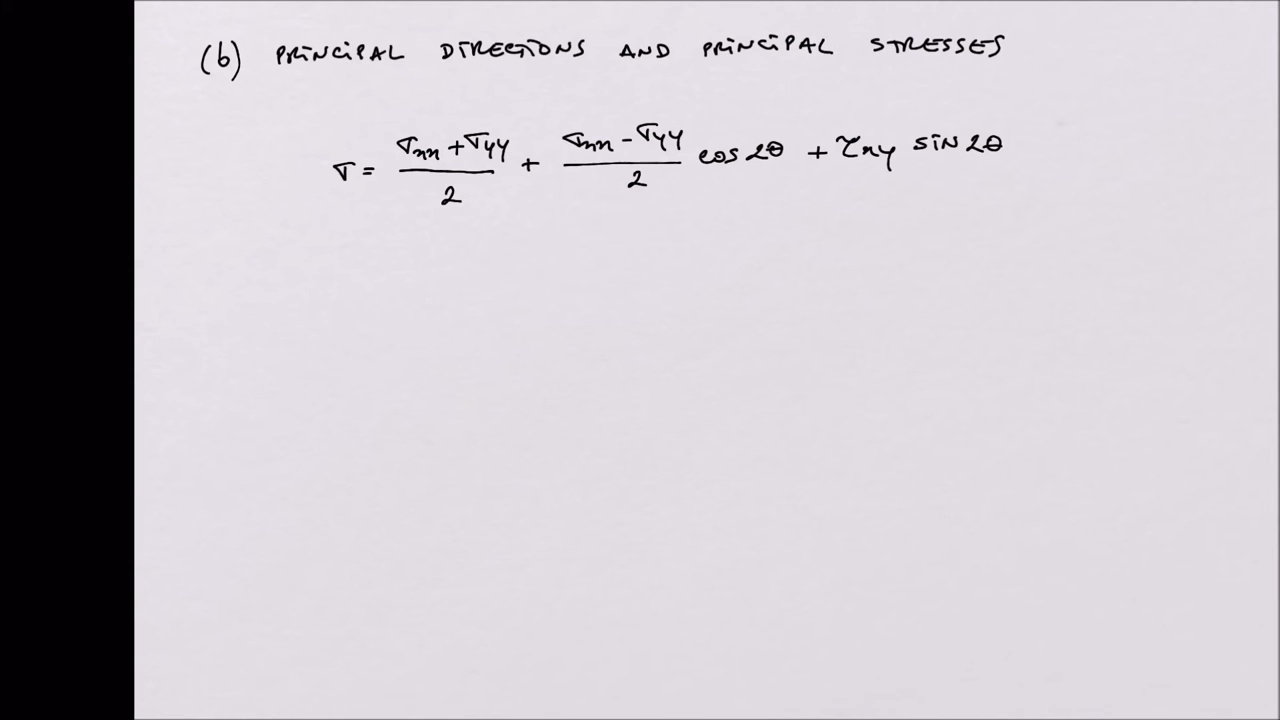 (b) PRINCIPAL DIRECTIONS AND PRINCIPAL STRESSES
σ = (σxx + σyy)/2 + (σxx - σyy)/2 cos 2θ + τxy sin 2θ